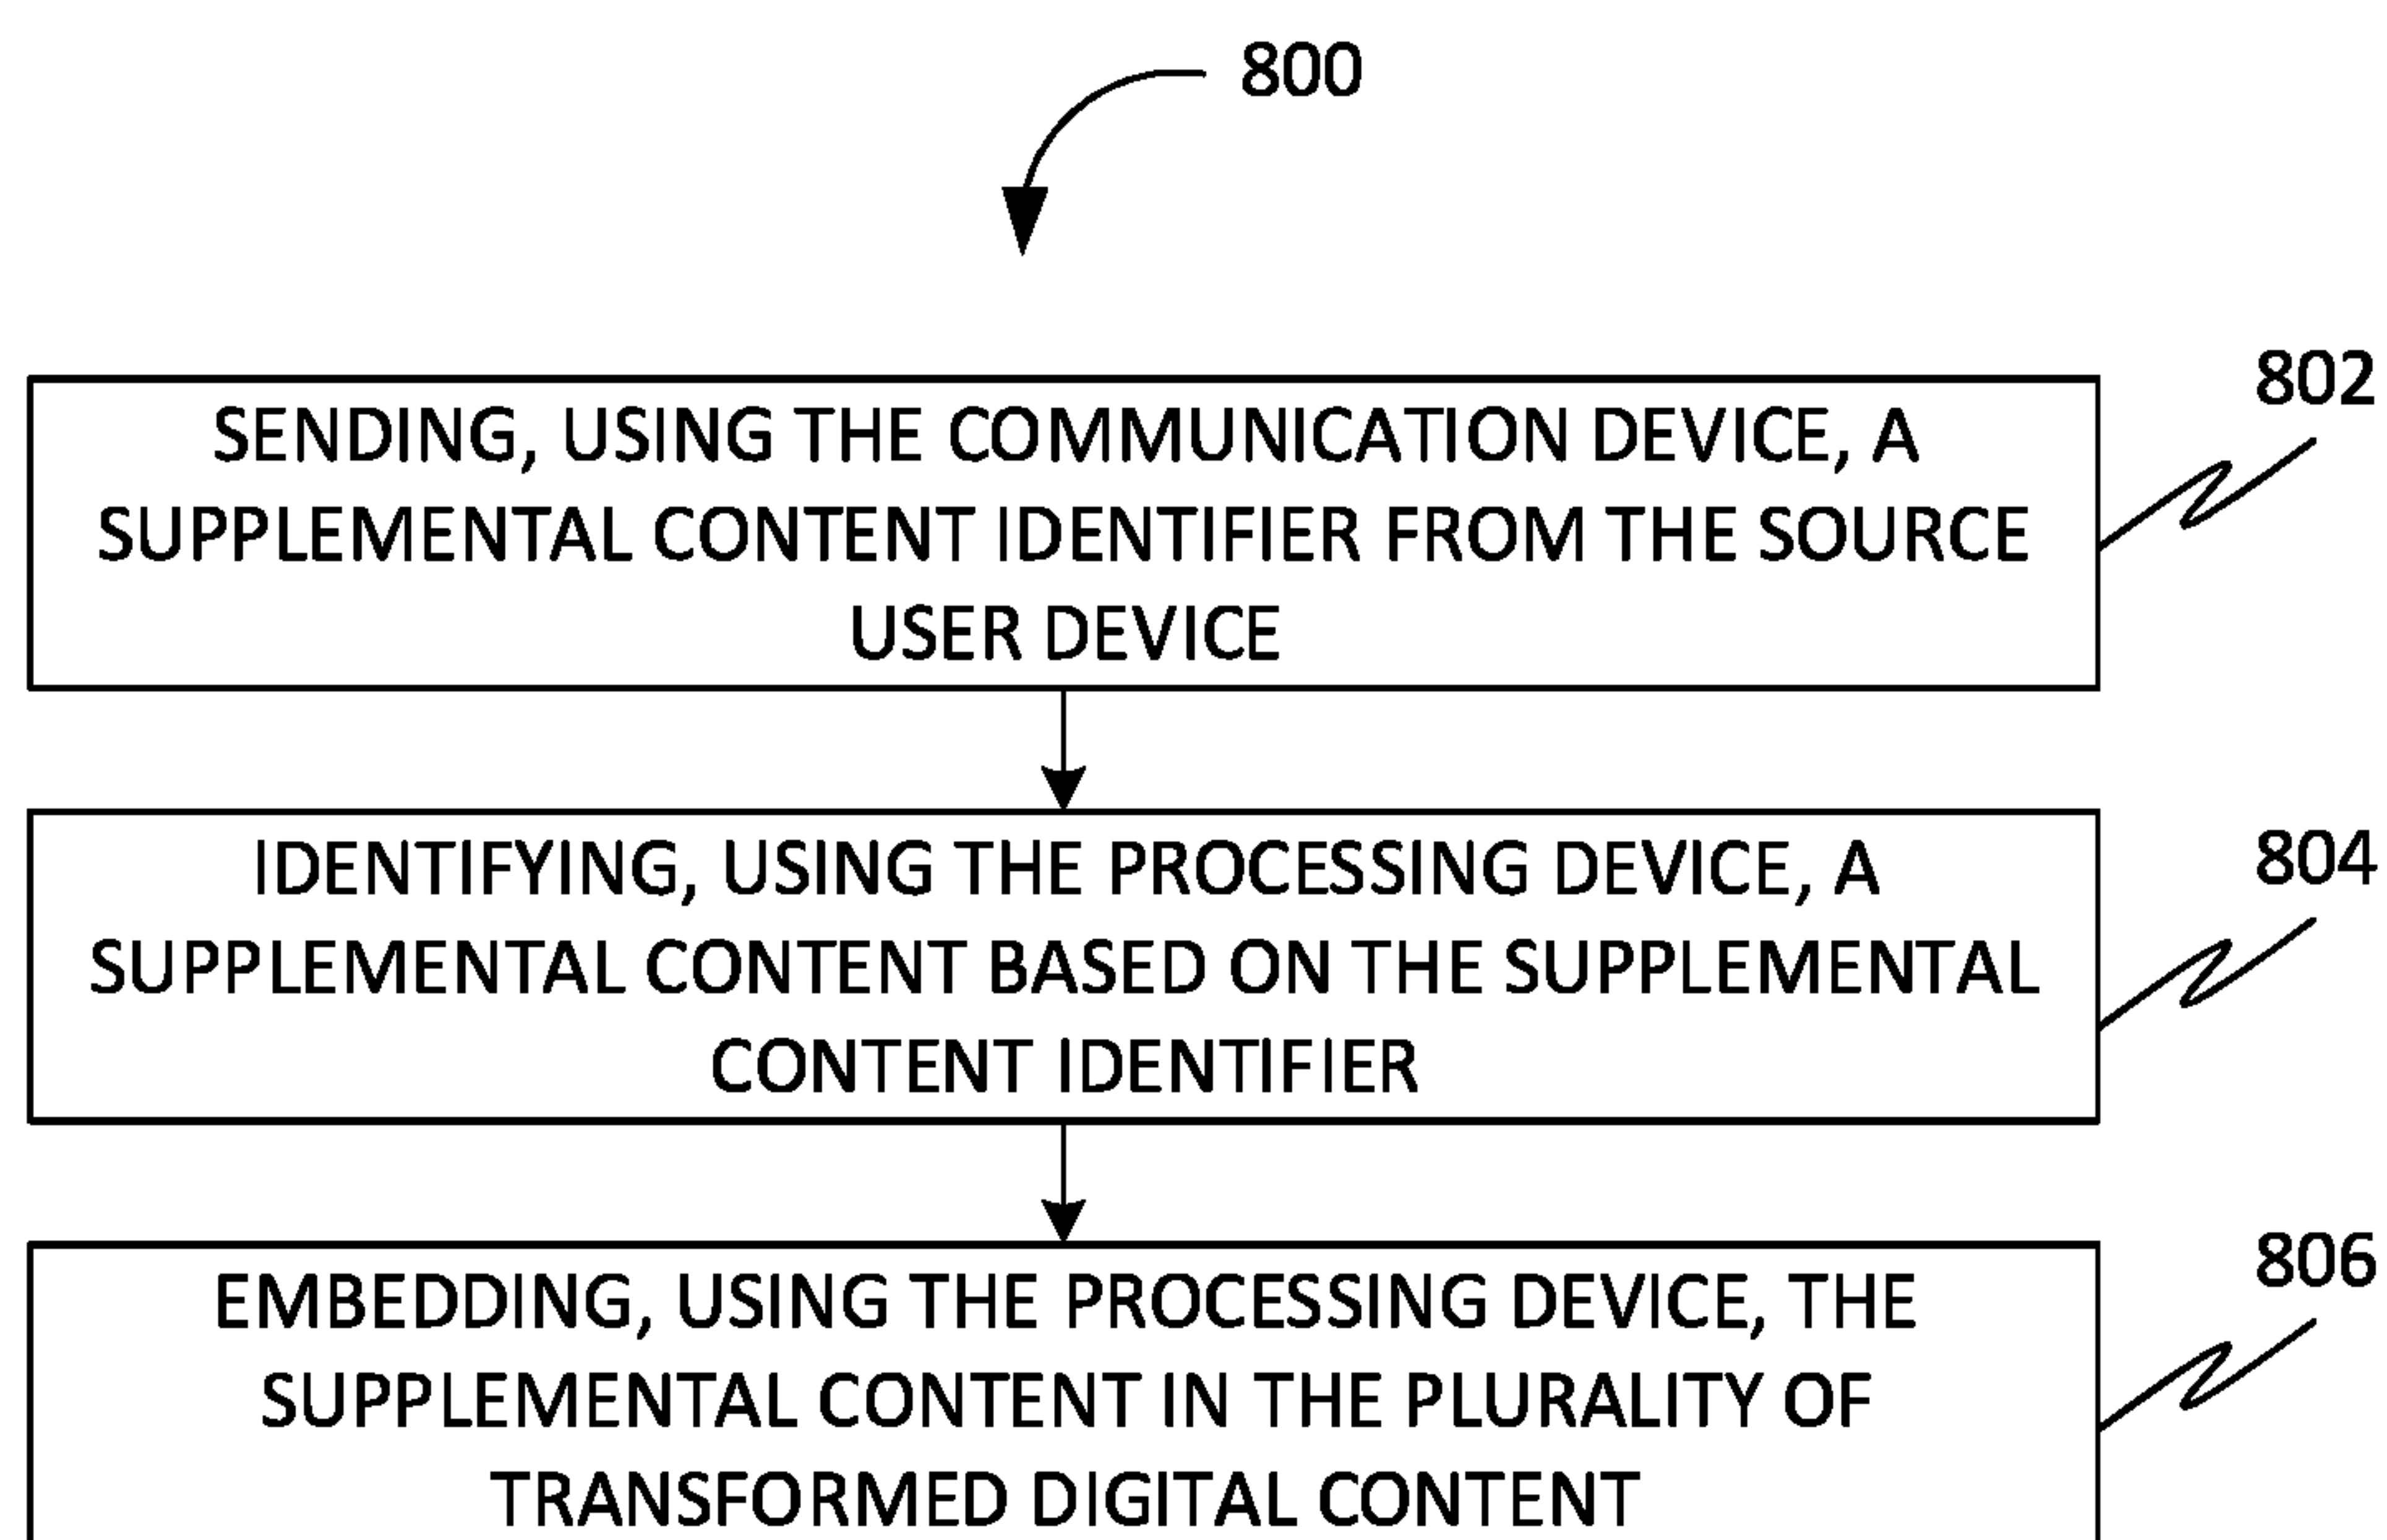 800
802
SENDING, USING THE COMMUNICATION DEVICE, A
SUPPLEMENTAL CONTENT IDENTIFIER FROM THE SOURCE
USER DEVICE
804
IDENTIFYING, USING THE PROCESSING DEVICE, A
SUPPLEMENTAL CONTENT BASED ON THE SUPPLEMENTAL
CONTENT IDENTIFIER
806
EMBEDDING, USING THE PROCESSING DEVICE, THE
SUPPLEMENTAL CONTENT IN THE PLURALITY OF
TRANSFORMED DIGITAL CONTENT